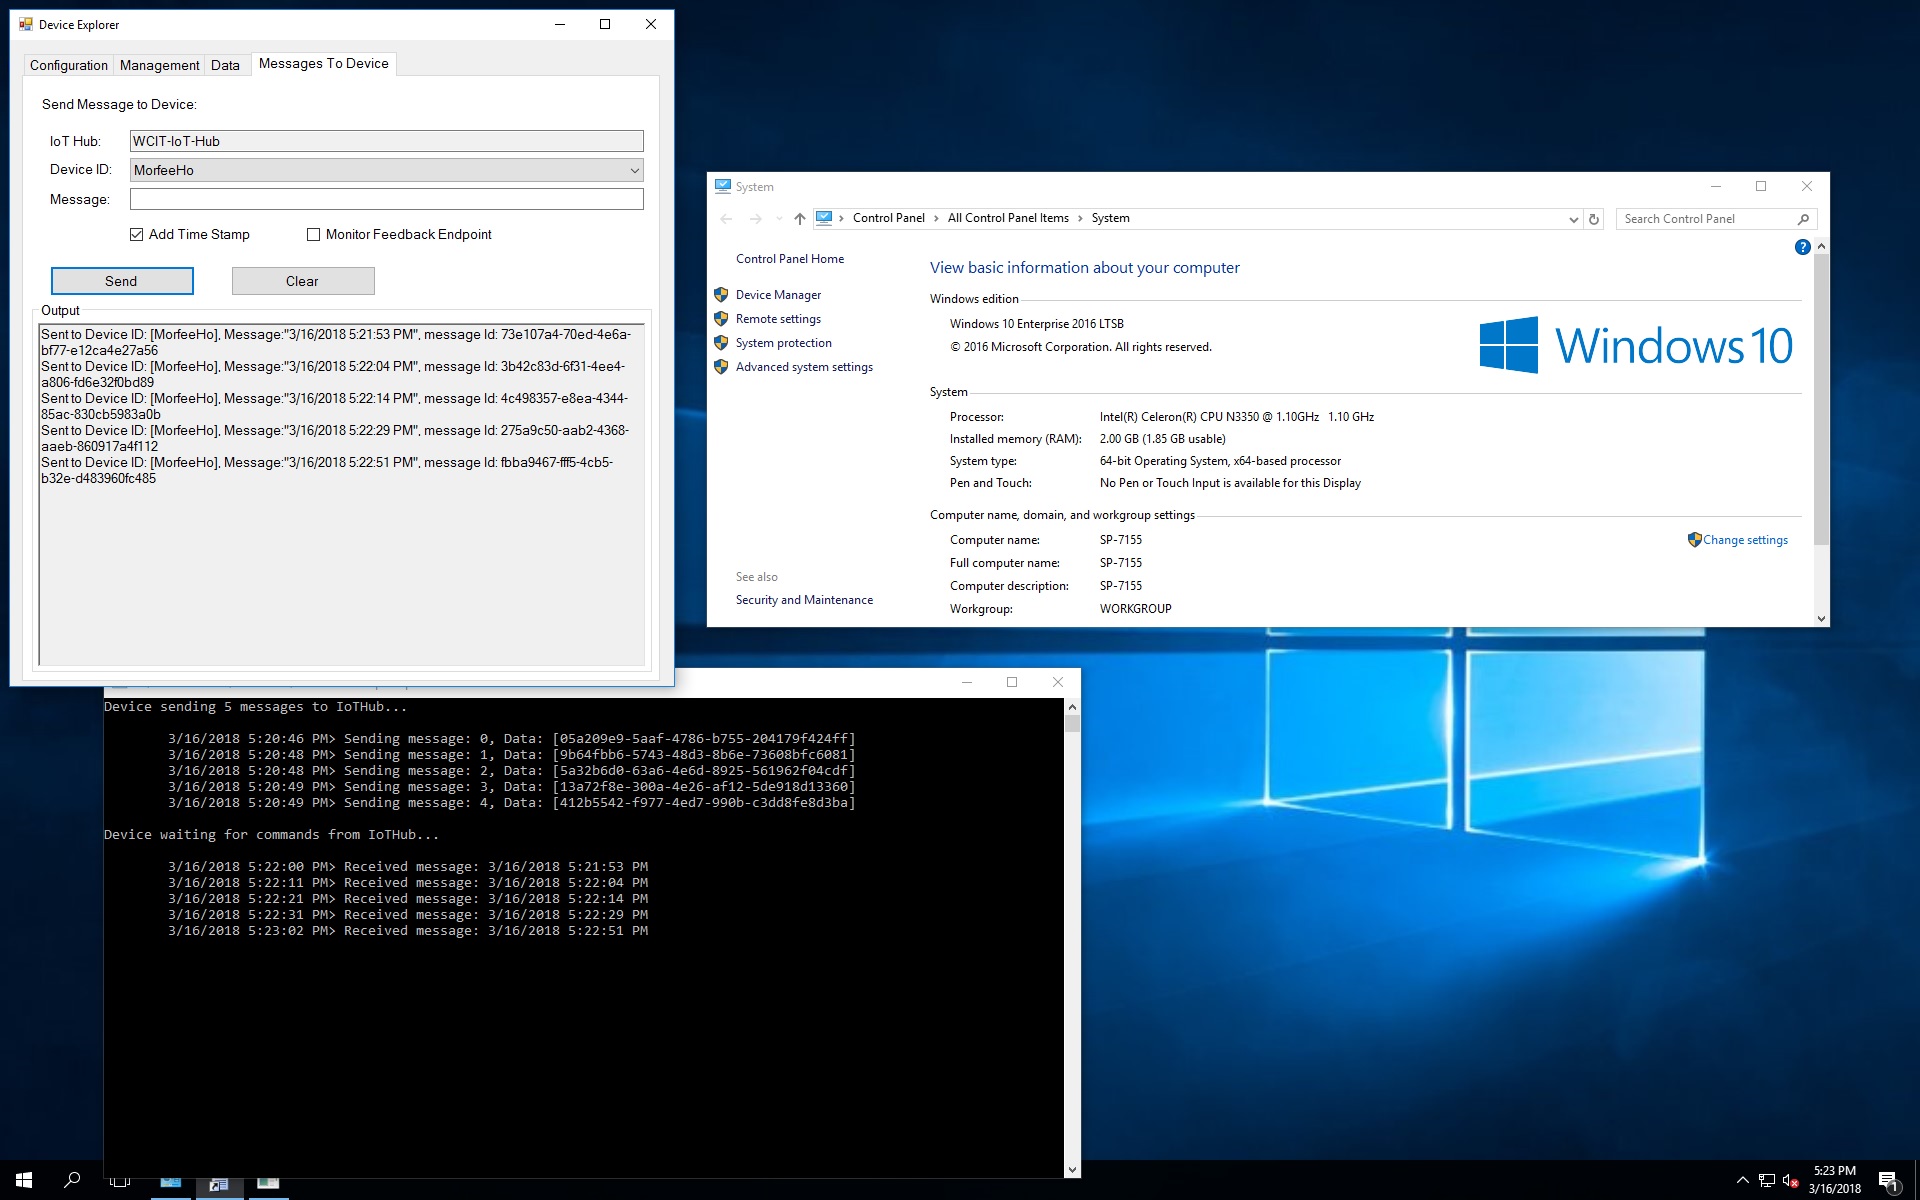 Device Explorer
Configuration Management Data Messages To Device
Send Message to Device:
IoT Hub: WCIT-IoT-Hub
Device ID: MorfeeHo
Message:
Add Time Stamp Monitor Feedback Endpoint
Send Clear
Output
Sent to Device ID: [MorfeeHo], Message:"3/16/2018 5:21:53 PM", message Id: 73e107a4-70ed-4e6a-
bf77-e12ca4e27a56
Sent to Device ID: [MorfeeHo], Message:"3/16/2018 5:22:04 PM", message Id: 3b42c83d-6f31-4ee4-
a806-fd6e32f0bd89
Sent to Device ID: [MorfeeHo], Message:"3/16/2018 5:22:14 PM", message Id: 4c498357-e8ea-4344-
85ac-830cb5983a0b
Sent to Device ID: [MorfeeHo], Message:"3/16/2018 5:22:29 PM", message Id: 275a9c50-aab2-4368-
aaeb-860917a4f112
Sent to Device ID: [MorfeeHo], Message:"3/16/2018 5:22:51 PM", message Id: fbba9467-fff5-4cb5-
b32e-d483960fc485
System
Control Panel All Control Panel Items System
Search Control Panel
Control Panel Home
Device Manager
Remote settings
System protection
Advanced system settings
See also
Security and Maintenance
View basic information about your computer
Windows edition
Windows 10 Enterprise 2016 LTSB
© 2016 Microsoft Corporation. All rights reserved.
Windows 10
System
Processor: Intel(R) Celeron(R) CPU N3350 @ 1.10GHz 1.10 GHz
Installed memory (RAM): 2.00 GB (1.85 GB usable)
System type: 64-bit Operating System, x64-based processor
Pen and Touch: No Pen or Touch Input is available for this Display
Computer name, domain, and workgroup settings
Computer name: SP-7155
Change settings
Full computer name: SP-7155
Computer description: SP-7155
Workgroup: WORKGROUP
Device sending 5 messages to IoTHub...
3/16/2018 5:20:46 PM> Sending message: 0, Data: [05a209e9-5aaf-4786-b755-204179f424ff]
3/16/2018 5:20:48 PM> Sending message: 1, Data: [9b64fbb6-5743-48d3-8b6e-73608bfc6081]
3/16/2018 5:20:48 PM> Sending message: 2, Data: [5a32b6d0-63a6-4e6d-8925-561962f04cdf]
3/16/2018 5:20:49 PM> Sending message: 3, Data: [13a72f8e-300a-4e26-af12-5de918d13360]
3/16/2018 5:20:49 PM> Sending message: 4, Data: [412b5542-f977-4ed7-990b-c3dd8fe8d3ba]
Device waiting for commands from IoTHub...
3/16/2018 5:22:00 PM> Received message: 3/16/2018 5:21:53 PM
3/16/2018 5:22:11 PM> Received message: 3/16/2018 5:22:04 PM
3/16/2018 5:22:21 PM> Received message: 3/16/2018 5:22:14 PM
3/16/2018 5:22:31 PM> Received message: 3/16/2018 5:22:29 PM
3/16/2018 5:23:02 PM> Received message: 3/16/2018 5:22:51 PM
5:23 PM
3/16/2018
1